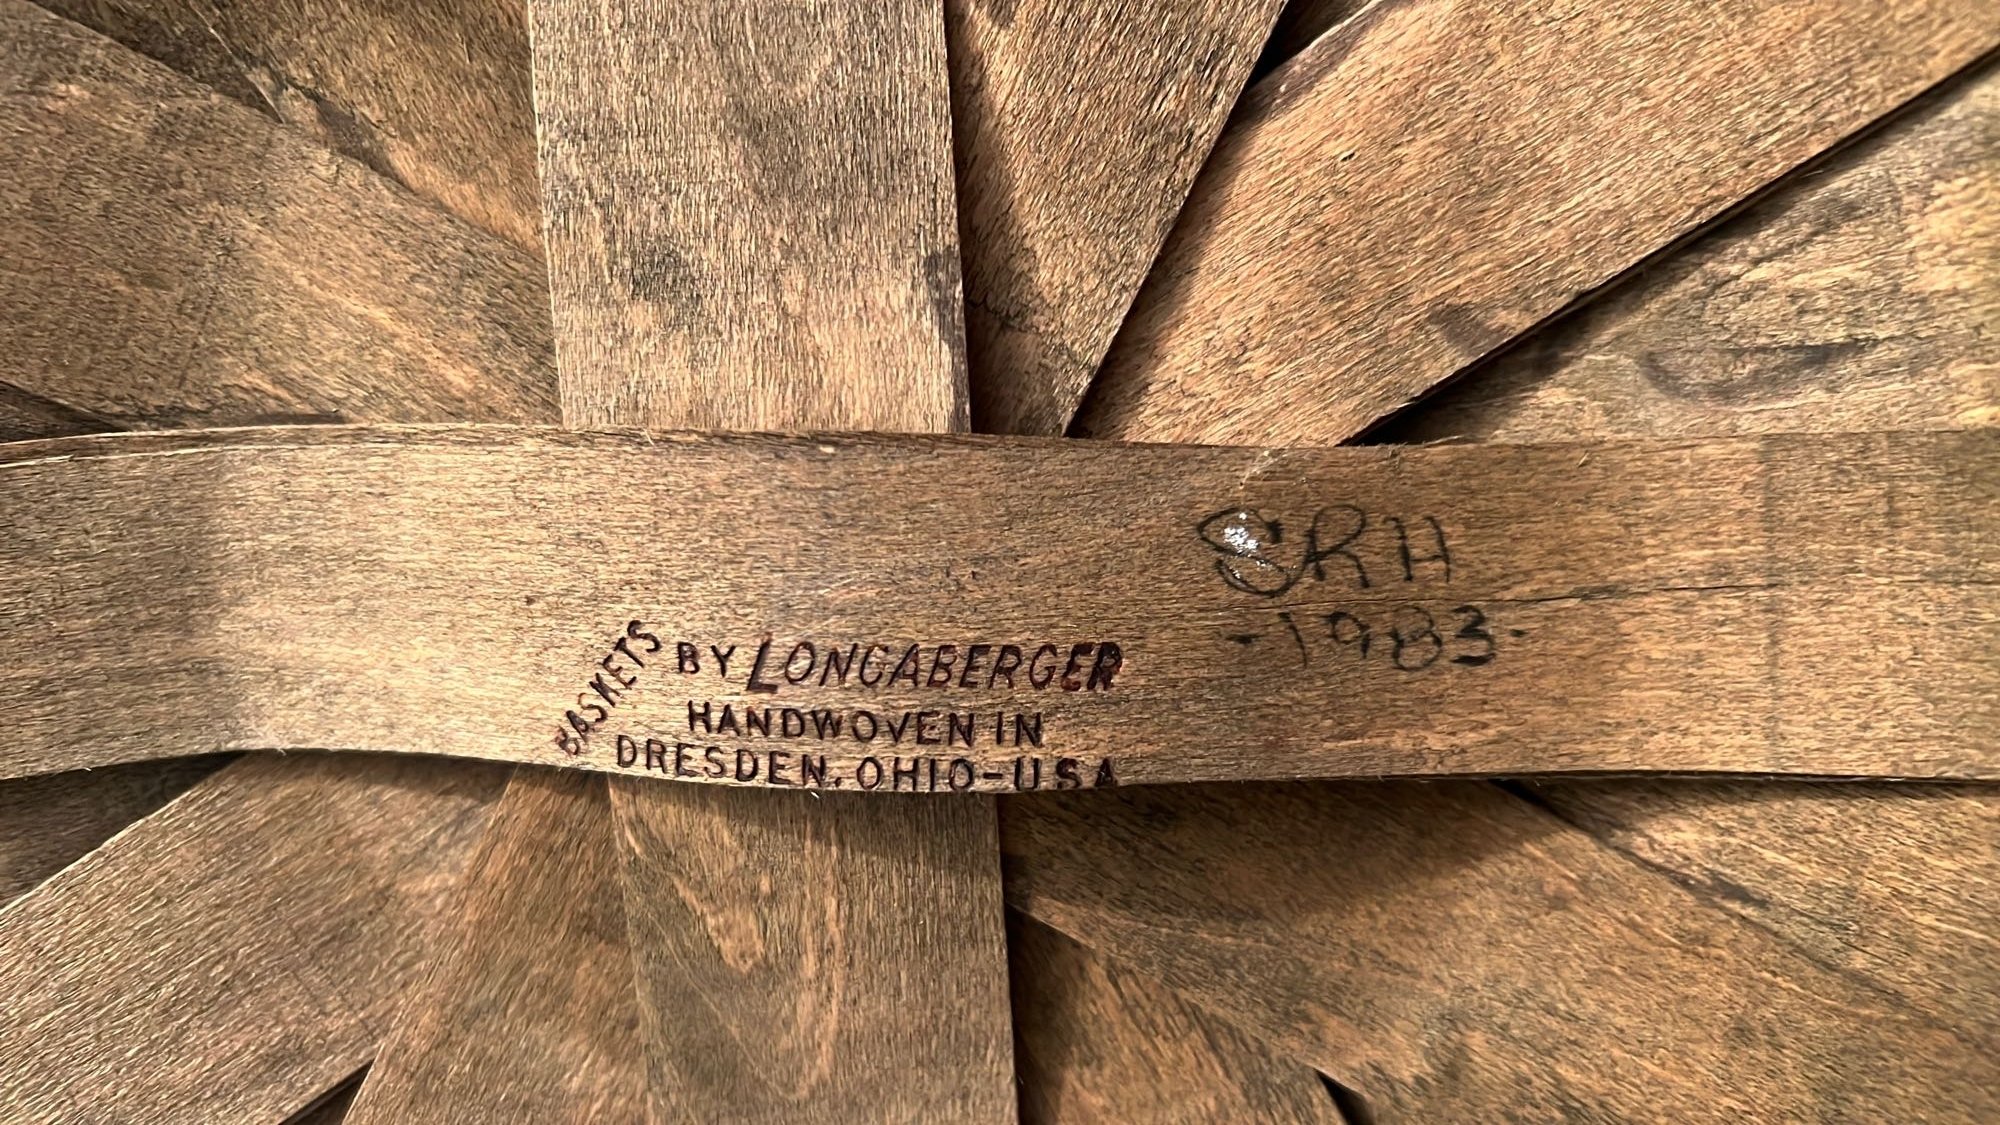 BASKETS BY LONGABERGER
HANDWOVEN IN
DRESDEN, OHIO-USA
SRH
-1983-